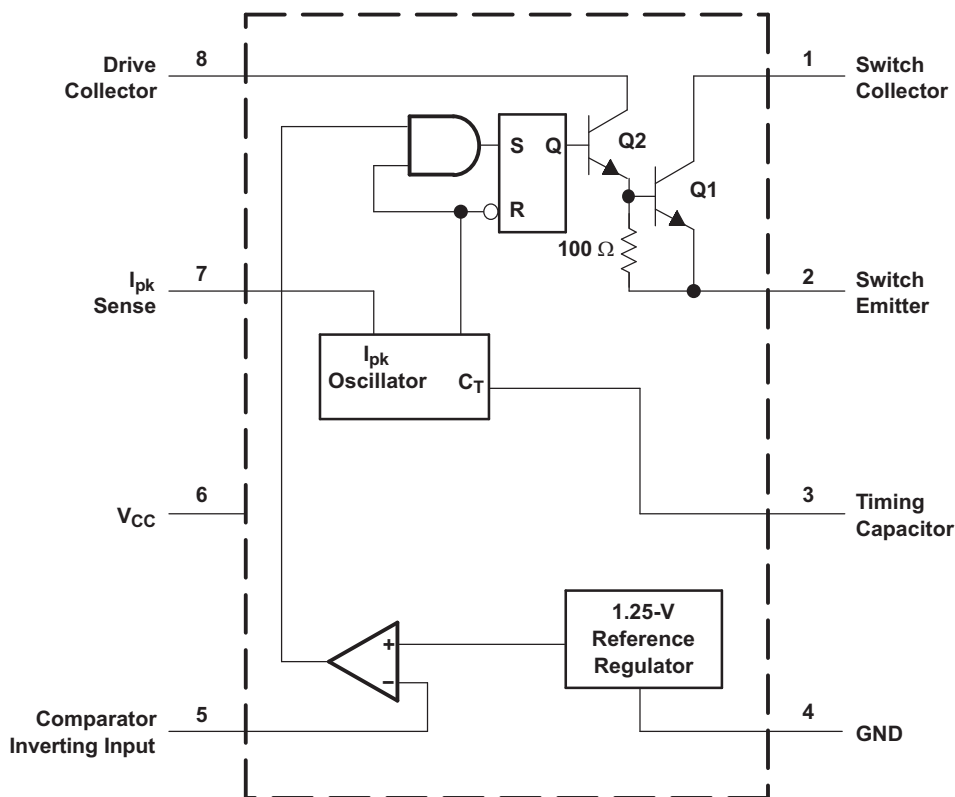 8
Drive
Collector
1
Switch
Collector
S
Q
Q2
R
Q1
100 Ω
7
Ipk
Sense
2
Switch
Emitter
Ipk
Oscillator
CT
6
VCC
3
Timing
Capacitor
1.25-V
Reference
Regulator
+
−
5
Comparator
Inverting Input
4
GND